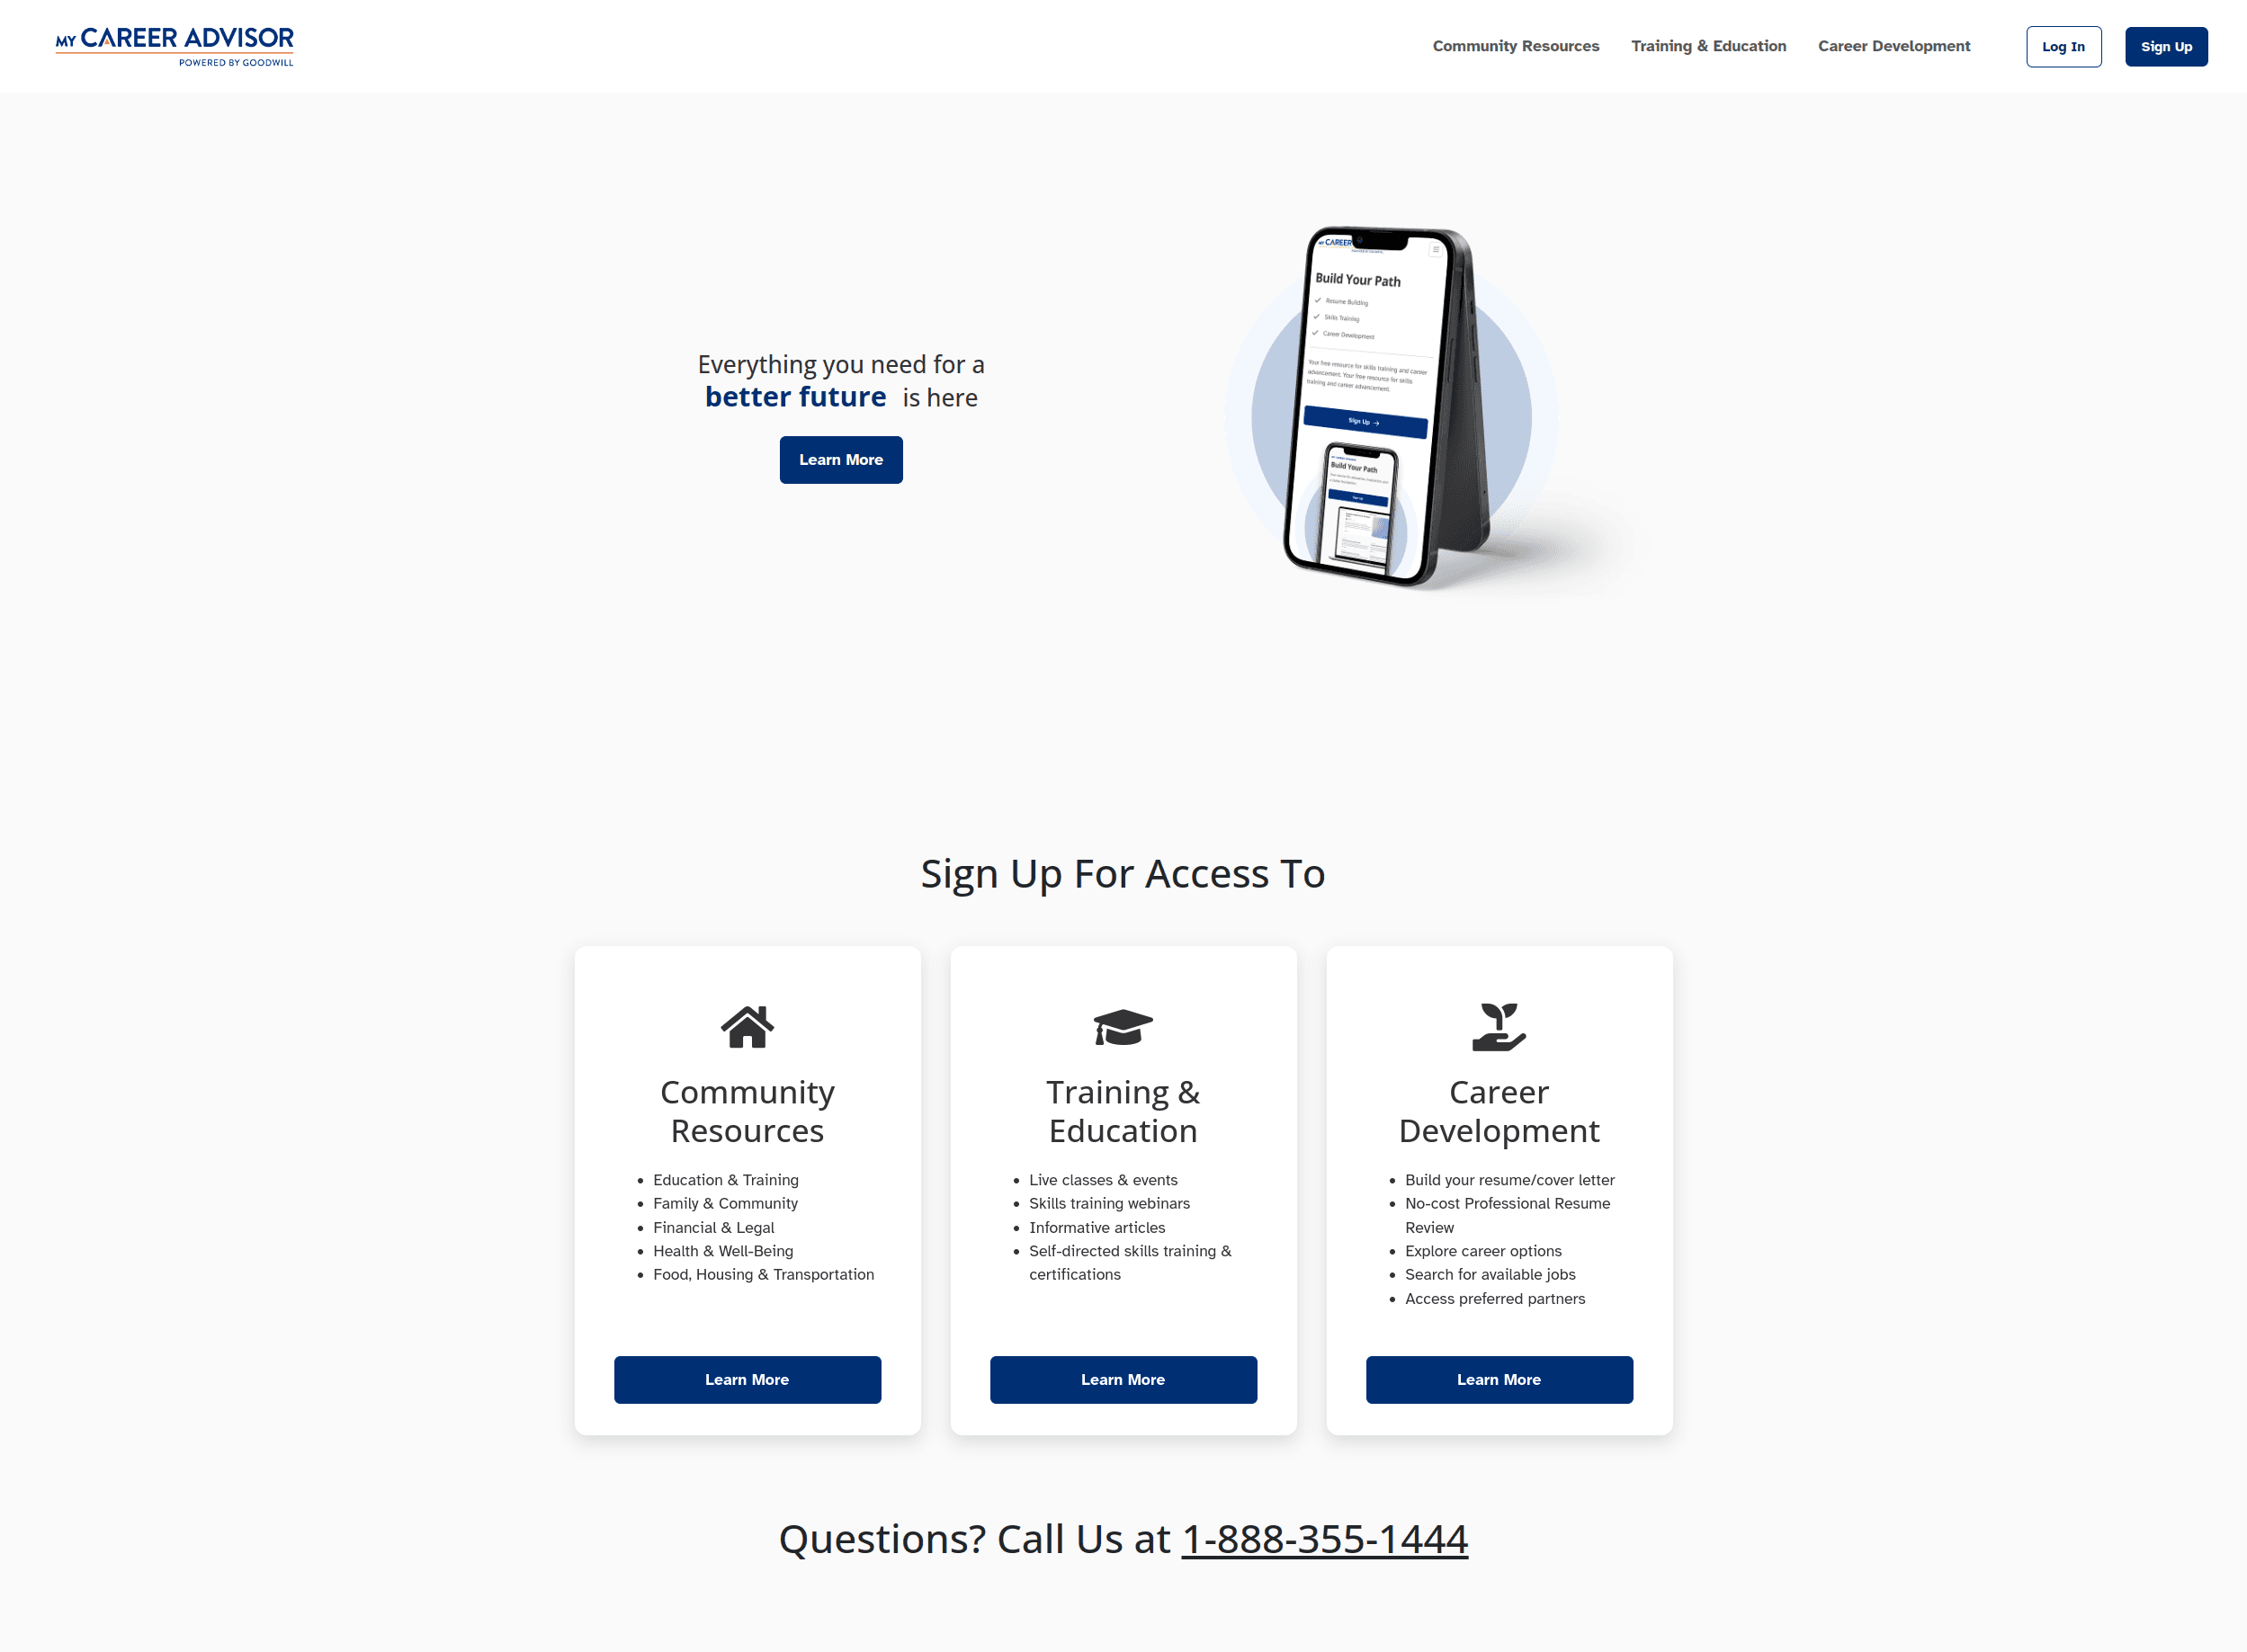 MY CAREER ADVISOR
POWERED BY GOODWILL
Community Resources
Training & Education
Career Development
Log In
Sign Up
Everything you need for a
better future is here
Learn More
MY CAREER
Build Your Path
Resume Building
Skills Training
Career Development
Your free resource for skills training and career
advancement. Your free resource for skills
training and career advancement.
Sign Up →
Build Your Path
Sign Up For Access To
Community
Resources
• Education & Training
• Family & Community
• Financial & Legal
• Health & Well-Being
• Food, Housing & Transportation
Learn More
Training &
Education
• Live classes & events
• Skills training webinars
• Informative articles
• Self-directed skills training &
certifications
Learn More
Career
Development
• Build your resume/cover letter
• No-cost Professional Resume
Review
• Explore career options
• Search for available jobs
• Access preferred partners
Learn More
Questions? Call Us at 1-888-355-1444